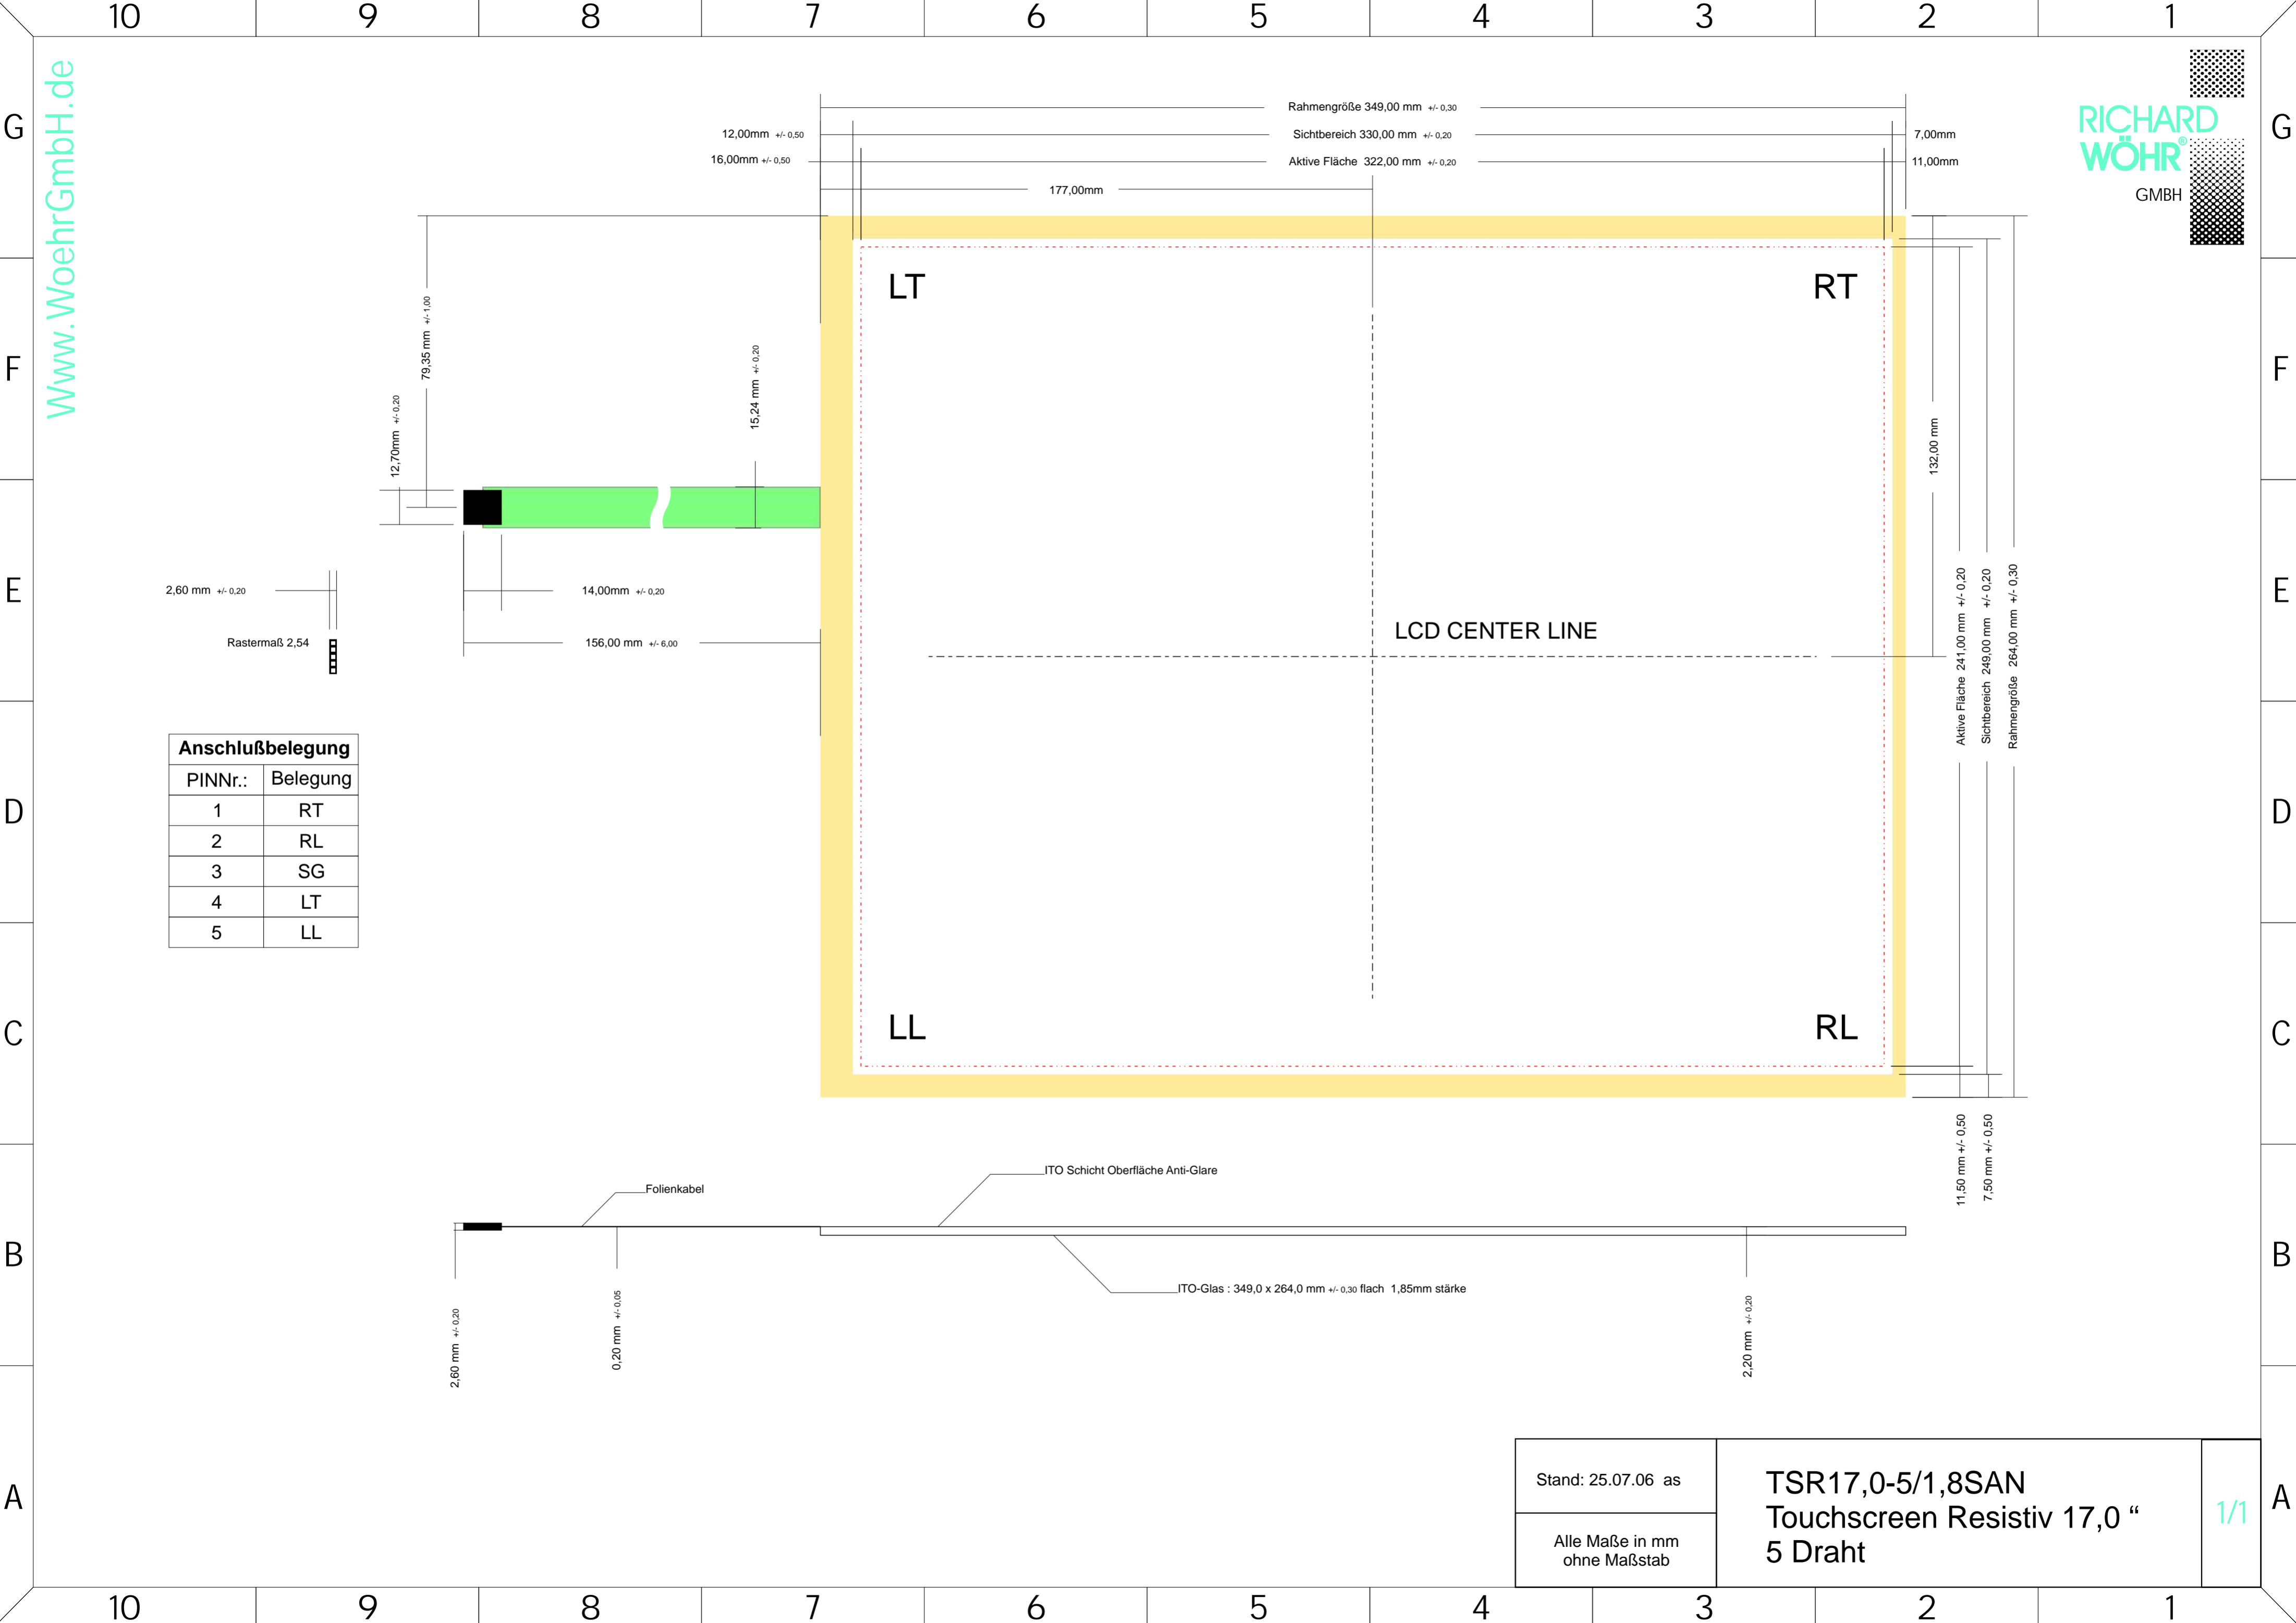 10 9 8 7 6 5 4 3 2 1
G
F
E
D
C
B
A
Www.WoehrGmbH.de
RICHARD
WÖHR®
GMBH
Rahmengröße 349,00 mm +/- 0,30
12,00mm +/- 0,50
Sichtbereich 330,00 mm +/- 0,20
7,00mm
16,00mm +/- 0,50
Aktive Fläche 322,00 mm +/- 0,20
11,00mm
177,00mm
LT
RT
79,35 mm +/- 1,00
12,70mm +/- 0,20
15,24 mm +/- 0,20
132,00 mm
2,60 mm +/- 0,20
14,00mm +/- 0,20
Rastermaß 2,54
156,00 mm +/- 6,00
LCD CENTER LINE
Aktive Fläche 241,00 mm +/- 0,20
Sichtbereich 249,00 mm +/- 0,20
Rahmengröße 264,00 mm +/- 0,30
Anschlußbelegung
PINNr.: Belegung
1 RT
2 RL
3 SG
4 LT
5 LL
LL
RL
11,50 mm +/- 0,50
7,50 mm +/- 0,50
ITO Schicht Oberfläche Anti-Glare
Folienkabel
ITO-Glas : 349,0 x 264,0 mm +/- 0,30 flach 1,85mm stärke
2,60 mm +/- 0,20
0,20 mm +/- 0,05
2,20 mm +/- 0,20
Stand: 25.07.06 as
Alle Maße in mm
ohne Maßstab
TSR17,0-5/1,8SAN
Touchscreen Resistiv 17,0 “
5 Draht
1/1
G
F
E
D
C
B
A
10 9 8 7 6 5 4 3 2 1